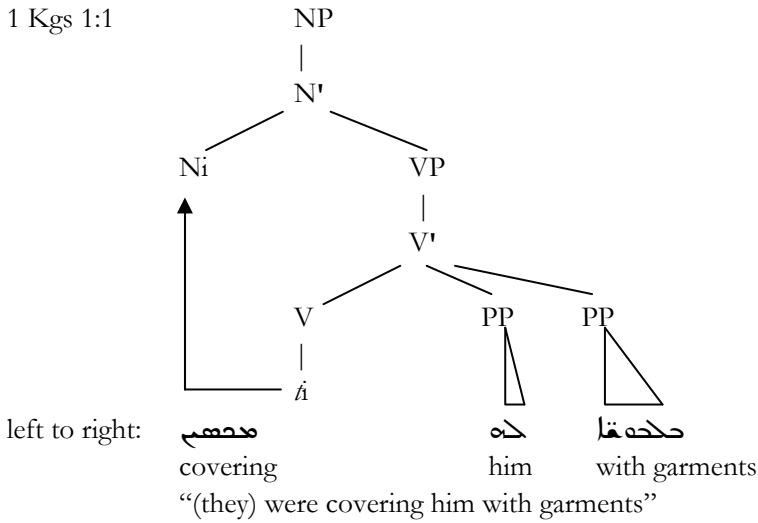 1 Kgs 1:1 NP
N'
Ni VP
V'
V PP PP
ti
left to right: ܡܟܣܝܢ ܠܗ ܒܠܒܘܫ̈ܐ
covering him with garments
“(they) were covering him with garments”